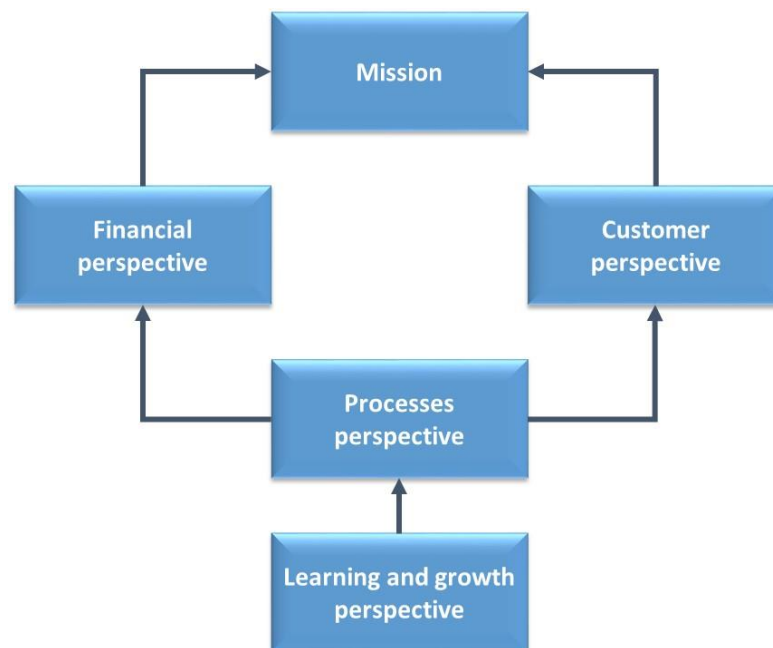 Mission
Financial
perspective
Customer
perspective
Processes
perspective
Learning and growth
perspective